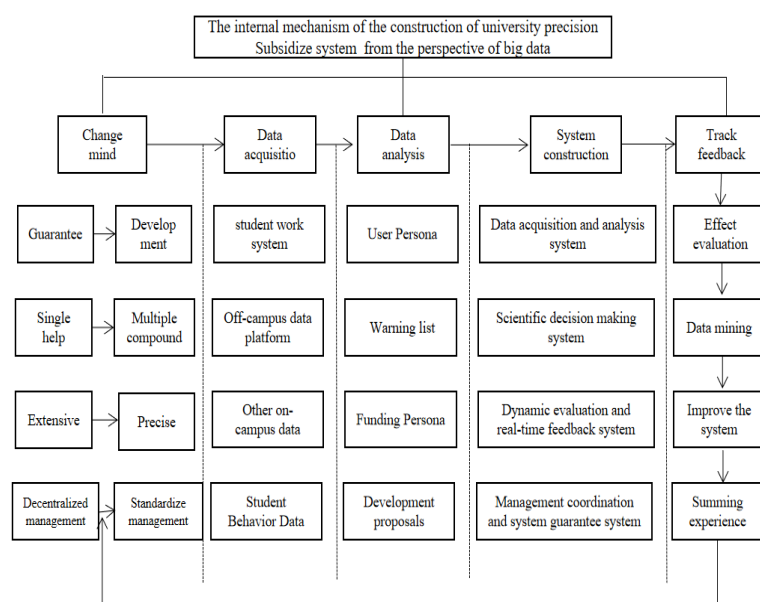 The internal mechanism of the construction of university precision
Subsidize system from the perspective of big data
Change
mind
Data
acquisitio
Data
analysis
System
construction
Track
feedback
Guarantee
Develop
ment
student work
system
User Persona
Data acquisition and analysis
system
Effect
evaluation
Single
help
Multiple
compound
Off-campus data
platform
Warning list
Scientific decision making
system
Data mining
Extensive
Precise
Other on-
campus data
Funding Persona
Dynamic evaluation and
real-time feedback system
Improve the
system
Decentralized
management
Standardize
management
Student
Behavior Data
Development
proposals
Management coordination
and system guarantee system
Summing
experience